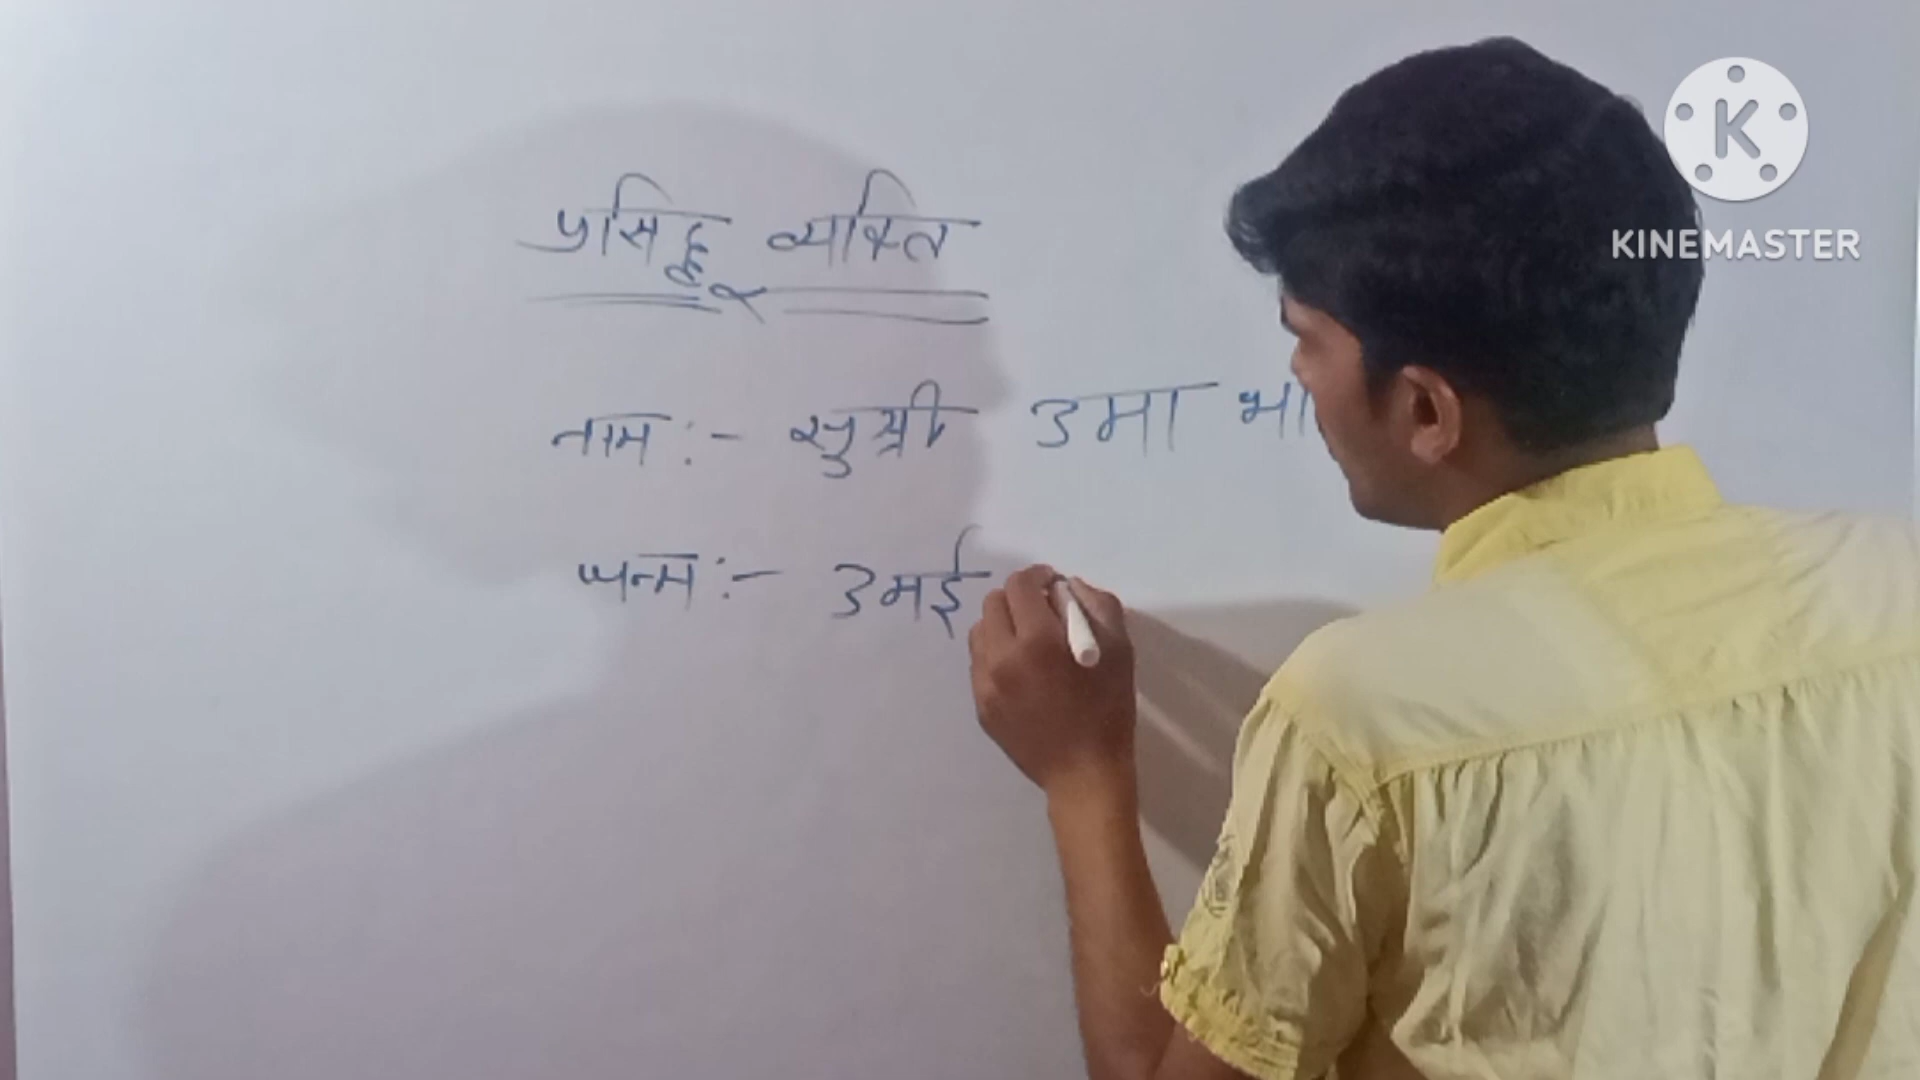 प्रसिद्ध व्यक्ति
नाम :- सुश्री उमा भा
जन्म :- 3 मई
K
KINEMASTER